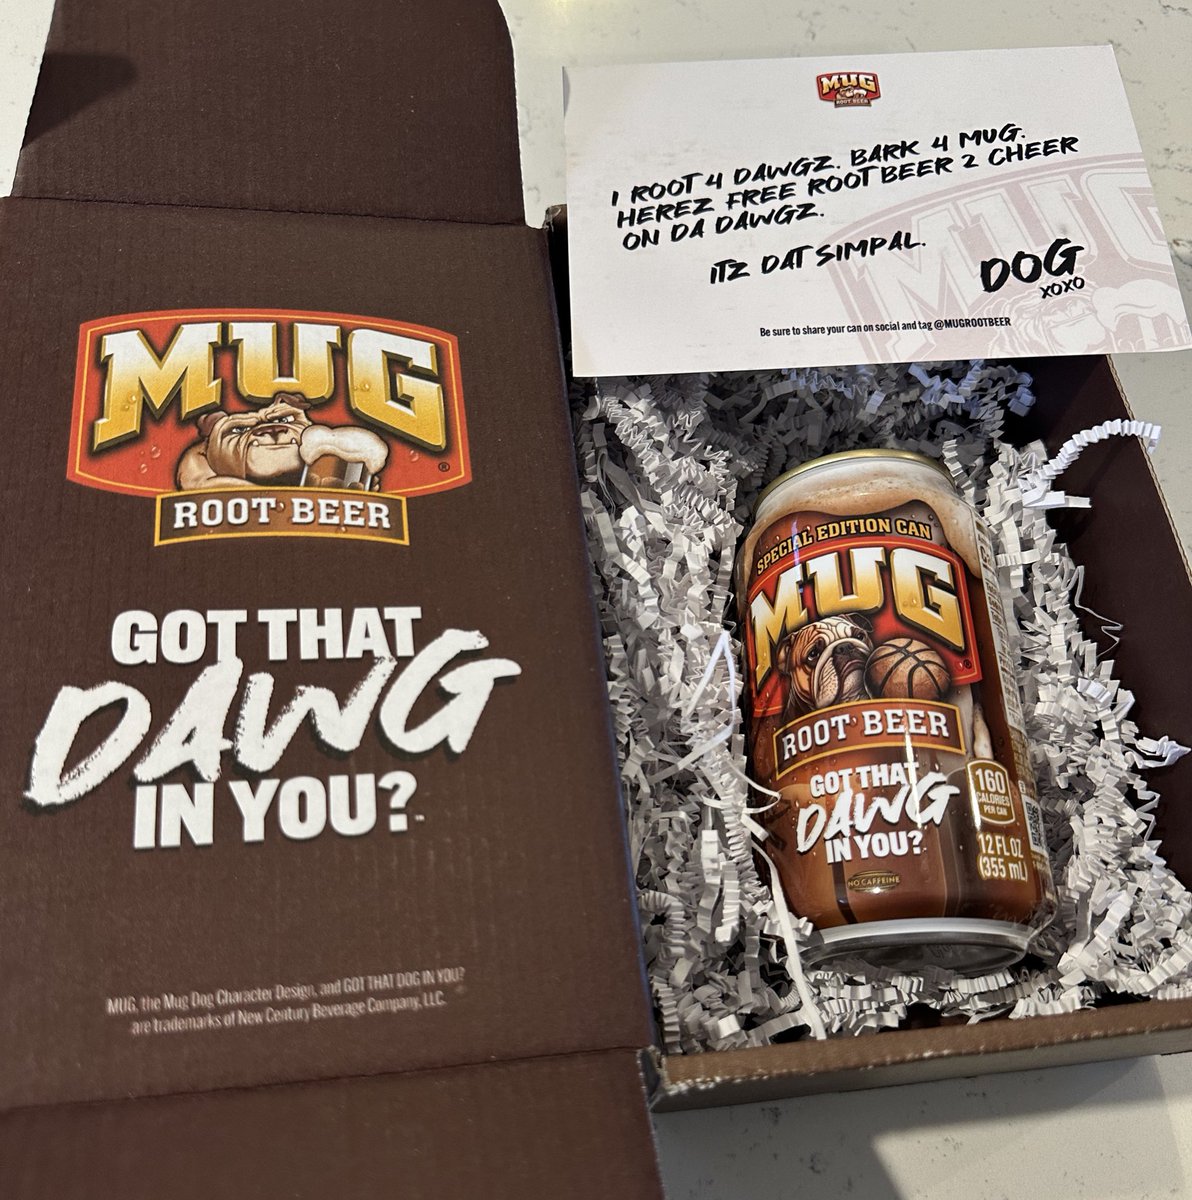 MUG
ROOT BEER
GOT THAT
DAWG
IN YOU?
MUG, the Mug Dog Character Design, and GOT THAT DOG IN YOU?
are trademarks of New Century Beverage Company, LLC.
MUG
ROOT BEER
I ROOT 4 DAWGZ. BARK 4 MUG.
HEREZ FREE ROOT BEER 2 CHEER
ON DA DAWGZ.
ITZ DAT SIMPAL.
DOG
XOXO
Be sure to share your can on social and tag @MUGROOTBEER
MUG
SPECIAL EDITION CAN
MUG
ROOT BEER
GOT THAT
DAWG
IN YOU?
NO CAFFEINE
160
CALORIES
PER CAN
12 FL OZ
(355 mL)